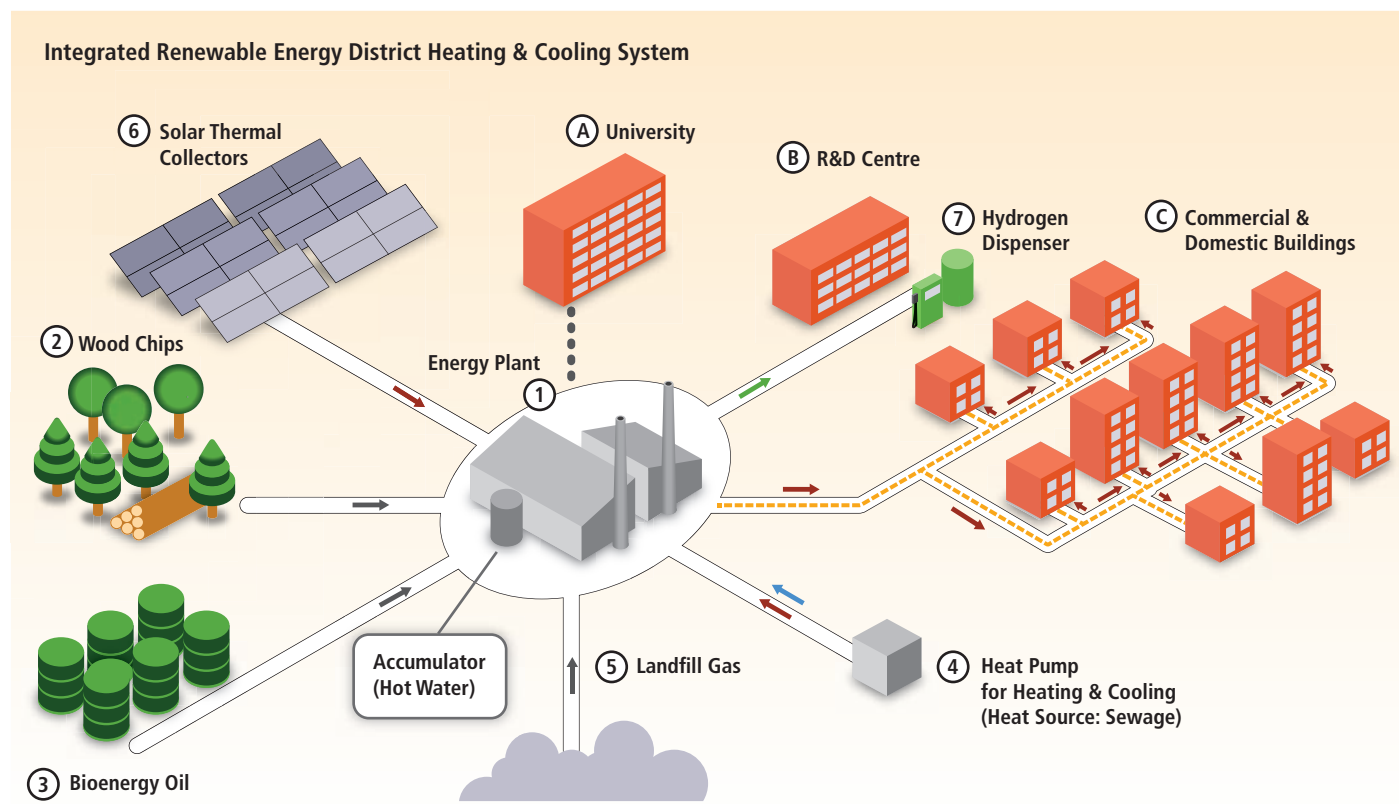 Integrated Renewable Energy District Heating & Cooling System
6 Solar Thermal
Collectors
A University
B R&D Centre
7 Hydrogen
Dispenser
C Commercial &
Domestic Buildings
2 Wood Chips
Energy Plant
1
Accumulator
(Hot Water)
5 Landfill Gas
4 Heat Pump
for Heating & Cooling
(Heat Source: Sewage)
3 Bioenergy Oil